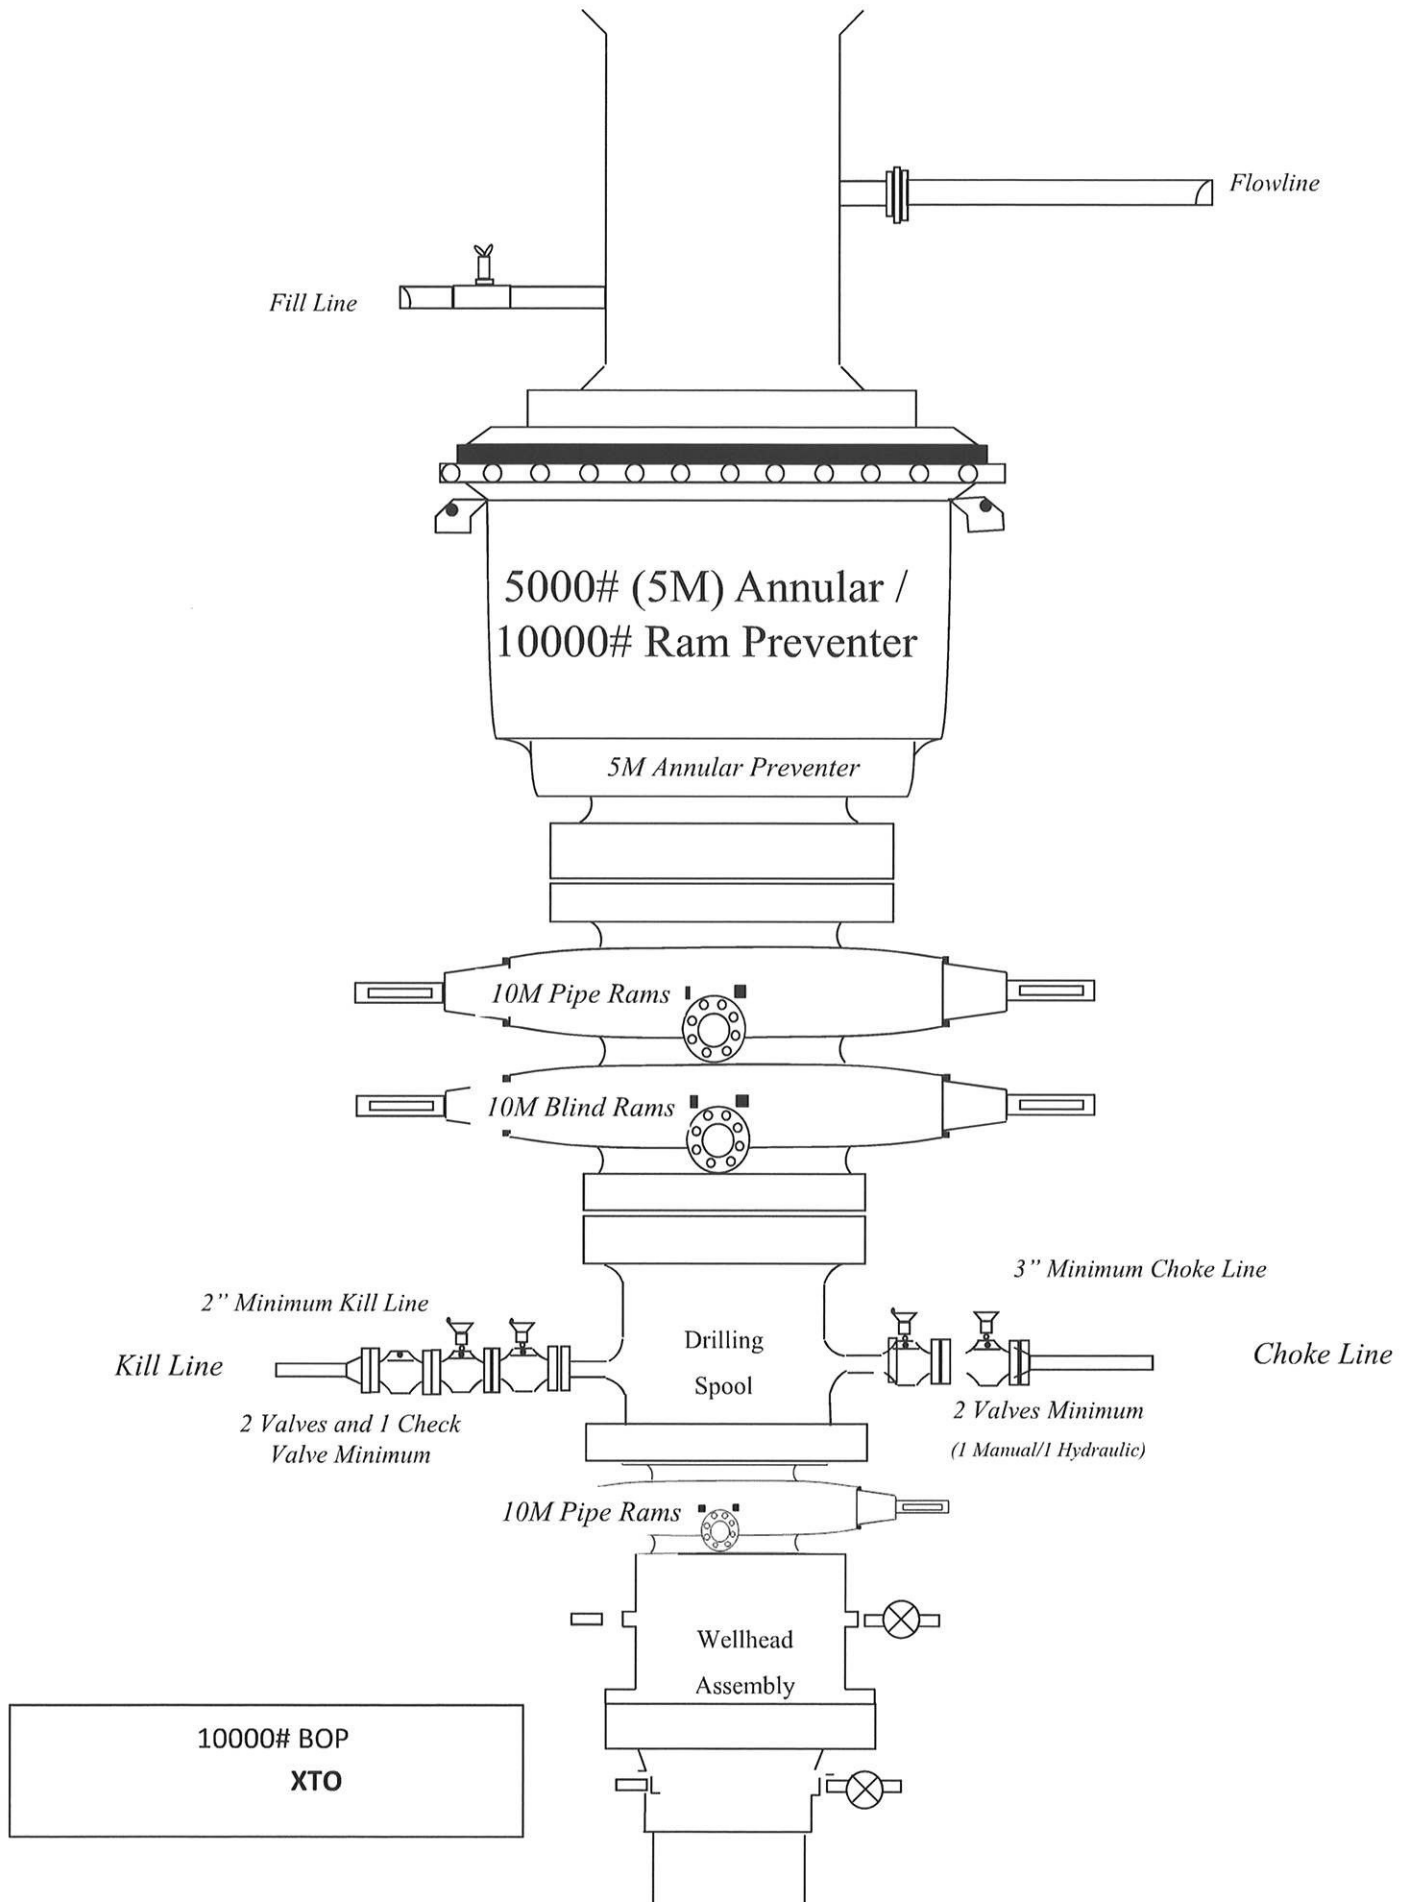 Flowline
Fill Line
5000# (5M) Annular /
10000# Ram Preventer
5M Annular Preventer
10M Pipe Rams
10M Blind Rams
3” Minimum Choke Line
2” Minimum Kill Line
Drilling
Spool
Kill Line
Choke Line
2 Valves and 1 Check
Valve Minimum
2 Valves Minimum
(1 Manual/1 Hydraulic)
10M Pipe Rams
Wellhead
Assembly
10000# BOP
XTO